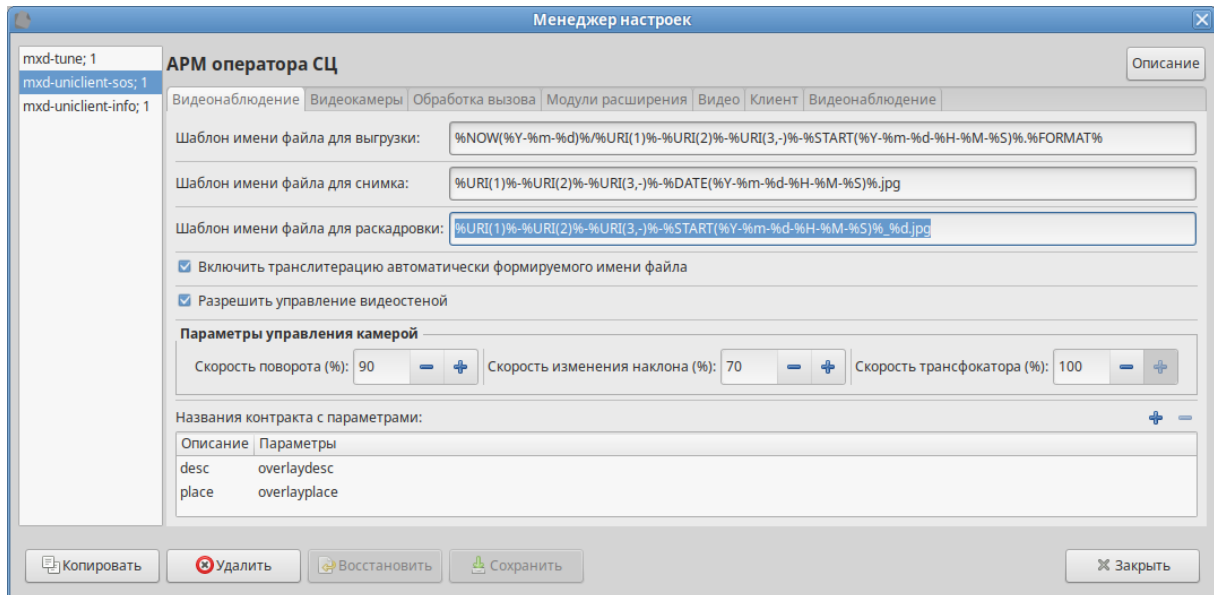 Менеджер настроек
mxd-tune; 1
mxd-uniclient-sos; 1
mxd-uniclient-info; 1
АРМ оператора СЦ
Описание
Видеонаблюдение Видеокамеры Обработка вызова Модули расширения Видео Клиент Видеонаблюдение
Шаблон имени файла для выгрузки: %NOW(%Y-%m-%d)%/%URI(1)%-%URI(2)%-%URI(3,-)%-%START(%Y-%m-%d-%H-%M-%S)%.%FORMAT%
Шаблон имени файла для снимка: %URI(1)%-%URI(2)%-%URI(3,-)%-%DATE(%Y-%m-%d-%H-%M-%S)%.jpg
Шаблон имени файла для раскадровки: %URI(1)%-%URI(2)%-%URI(3,-)%-%START(%Y-%m-%d-%H-%M-%S)%_%d.jpg
Включить транслитерацию автоматически формируемого имени файла
Разрешить управление видеостеной
Параметры управления камерой
Скорость поворота (%): 90 Скорость изменения наклона (%): 70 Скорость трансфокатора (%): 100
Названия контракта с параметрами:
Описание Параметры
desc overlaydesc
place overlayplace
Копировать Удалить Восстановить Сохранить Закрыть